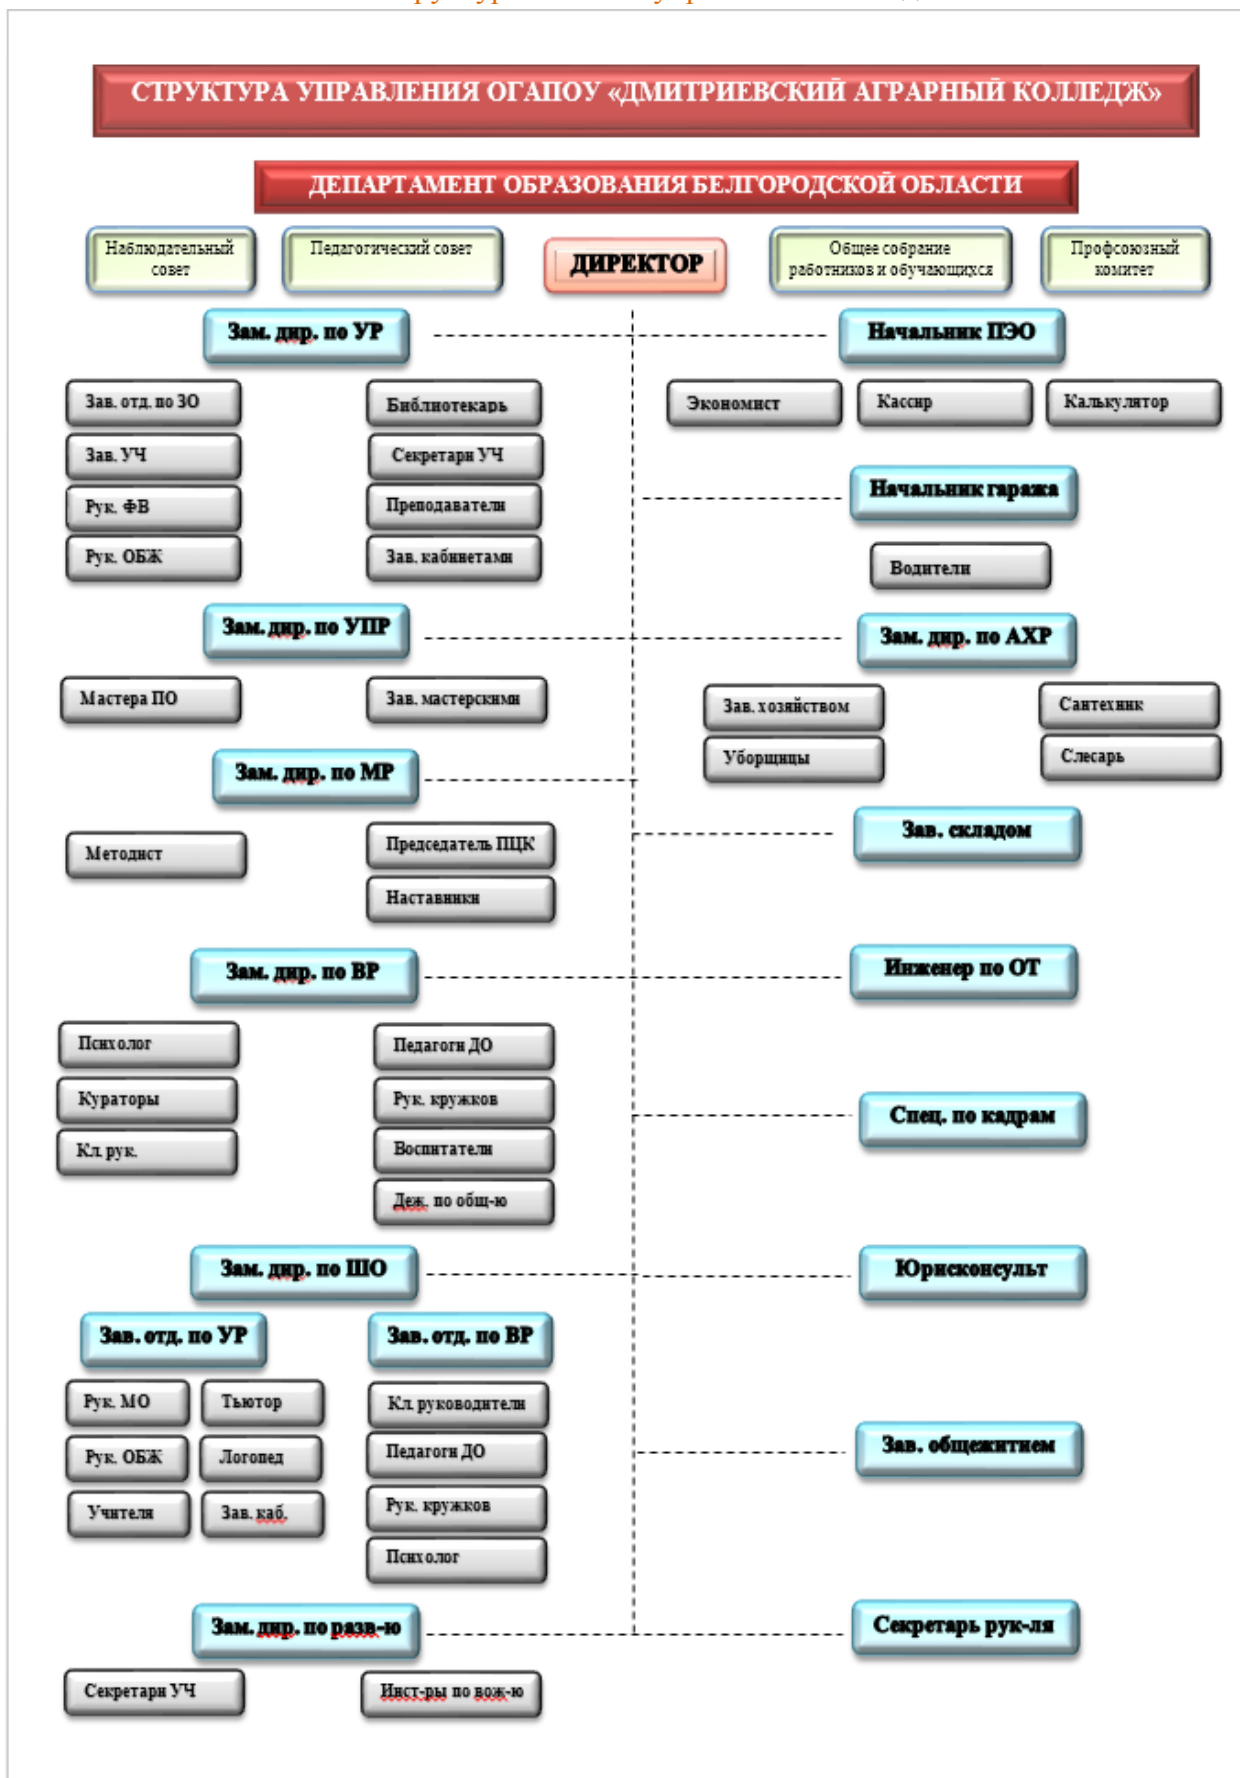 СТРУКТУРА УПРАВЛЕНИЯ ОГАПОУ «ДМИТРИЕВСКИЙ АГРАРНЫЙ КОЛЛЕДЖ»
ДЕПАРТАМЕНТ ОБРАЗОВАНИЯ БЕЛГОРОДСКОЙ ОБЛАСТИ
Наблюдательный
совет
Педагогический совет
ДИРЕКТОР
Общее собрание
работников и обучающихся
Профсоюзный
комитет
Зам. дир. по УР
Начальник ПЭО
Зав. отд. по ЗО
Библиотекарь
Экономист
Кассир
Калькулятор
Зав. УЧ
Секретари УЧ
Начальник гаража
Рук. ФВ
Преподаватели
Рук. ОБЖ
Зав. кабинетами
Водители
Зам. дир. по УПР
Зам. дир. по АХР
Мастера ПО
Зав. мастерскими
Зав. хозяйством
Сантехник
Уборщицы
Слесарь
Зам. дир. по МР
Зав. складом
Методист
Председатель ПЦК
Наставники
Зам. дир. по ВР
Инженер по ОТ
Психолог
Педагоги ДО
Кураторы
Рук. кружков
Спец. по кадрам
Кл. рук.
Воспитатели
Деж. по общ-ю
Зам. дир. по ШО
Юрисконсульт
Зав. отд. по УР
Зав. отд. по ВР
Рук. МО
Тьютор
Кл. руководители
Рук. ОБЖ
Логопед
Педагоги ДО
Зав. общежитием
Учителя
Зав. каб.
Рук. кружков
Психолог
Зам. дир. по разв-ю
Секретарь рук-ля
Секретари УЧ
Инст-ры по вож-ю